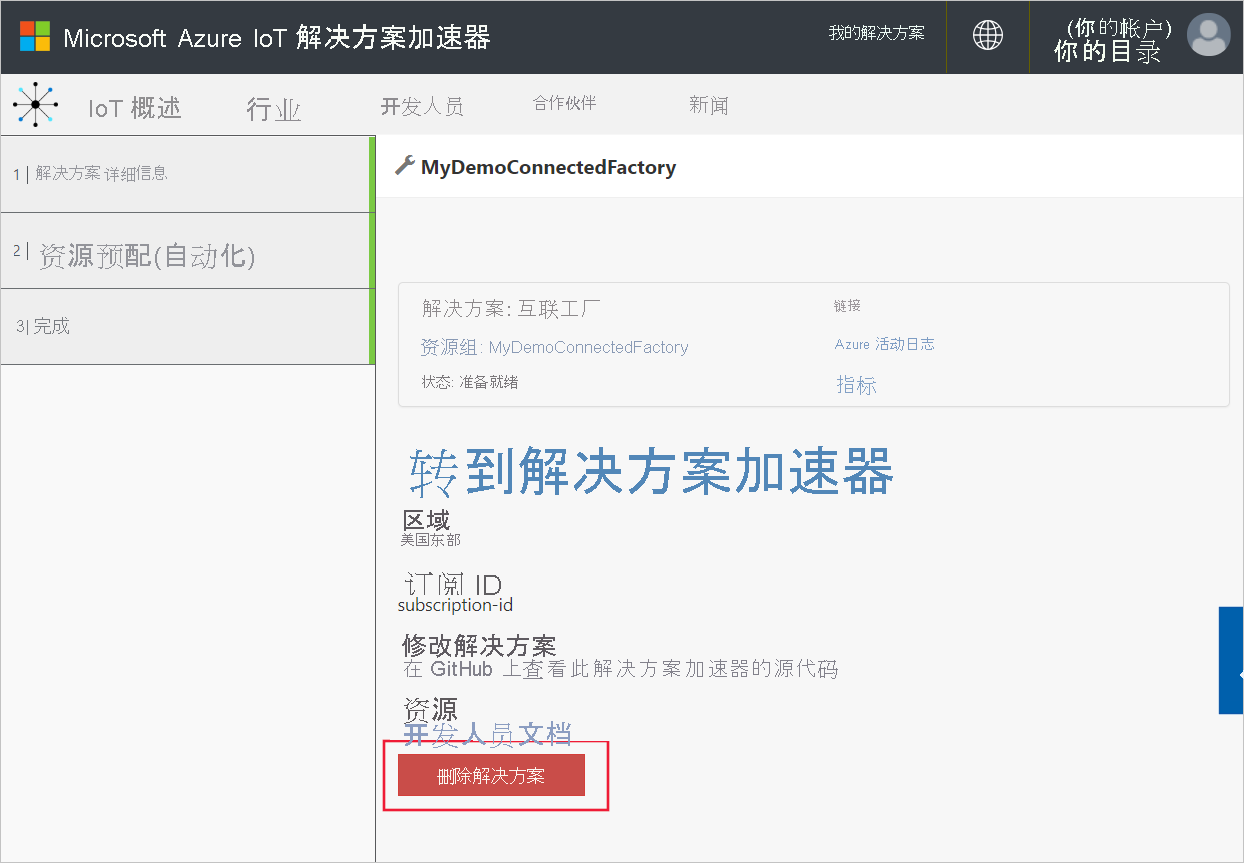 Microsoft Azure IoT 解决方案加速器
我的解决方案
(你的帐户)
你的目录
IoT 概述
行业
开发人员
合作伙伴
新闻
1| 解决方案 详细信息
2| 资源预配(自动化)
3| 完成
MyDemoConnectedFactory
解决方案: 互联工厂
资源组: MyDemoConnectedFactory
状态: 准备就绪
链接
Azure 活动日志
指标
转到解决方案加速器
区域
美国东部
订阅 ID
subscription-id
修改解决方案
在 GitHub 上查看此解决方案加速器的源代码
资源
开发人员文档
删除解决方案